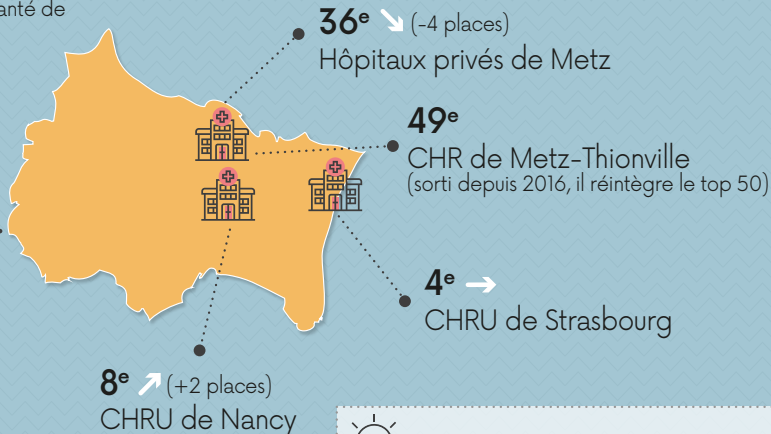 anté de
36e (-4 places)
Hôpitaux privés de Metz
49e
CHR de Metz-Thionville
(sorti depuis 2016, il réintègre le top 50)
4e →
CHRU de Strasbourg
8e (+2 places)
CHRU de Nancy